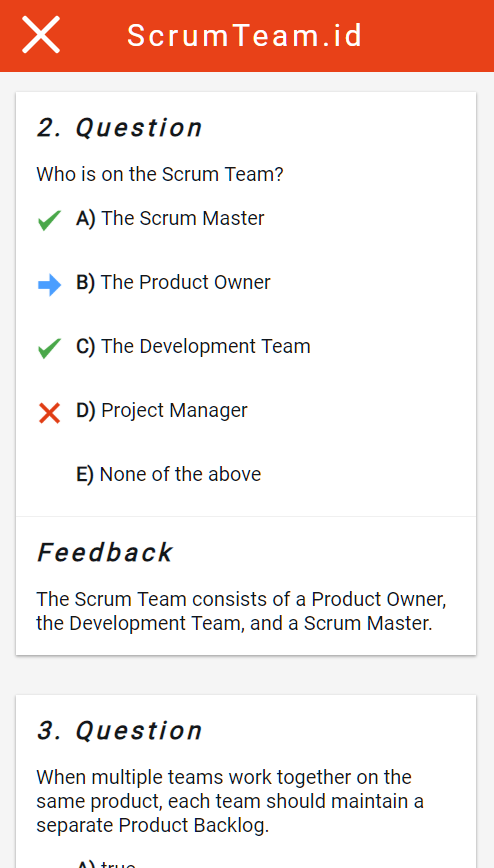 ScrumTeam.id
2. Question
Who is on the Scrum Team?
A) The Scrum Master
B) The Product Owner
C) The Development Team
D) Project Manager
E) None of the above
Feedback
The Scrum Team consists of a Product Owner,
the Development Team, and a Scrum Master.
3. Question
When multiple teams work together on the
same product, each team should maintain a
separate Product Backlog.
A) true